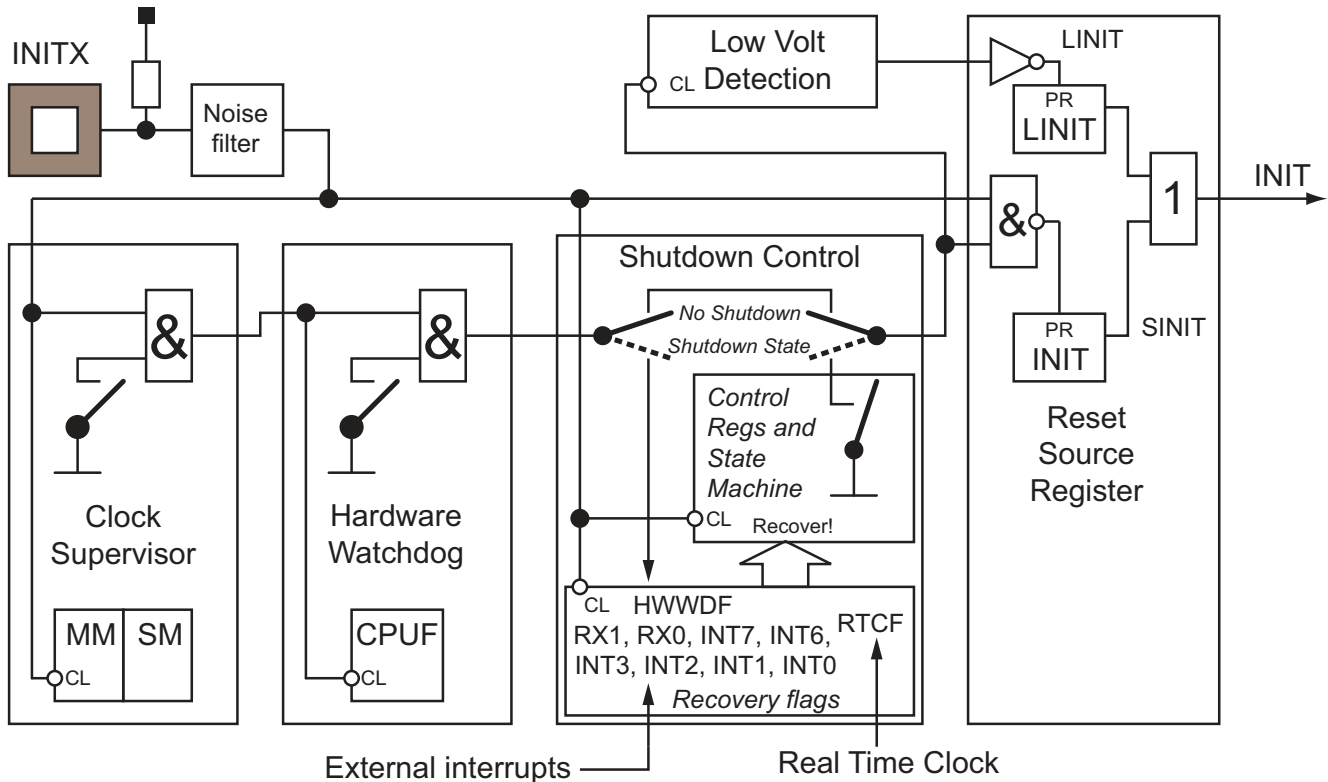 INITX
Noise
filter
Low Volt
Detection
CL
LINIT
PR
LINIT
1
INIT
&
PR
INIT
SINIT
Reset
Source
Register
&
Clock
Supervisor
MM SM
CL
&
Hardware
Watchdog
CPUF
CL
Shutdown Control
No Shutdown
Shutdown State
Control
Regs and
State
Machine
CL
Recover!
CL HWWDF
RX1, RX0, INT7, INT6, RTCF
INT3, INT2, INT1, INT0
Recovery flags
External interrupts
Real Time Clock